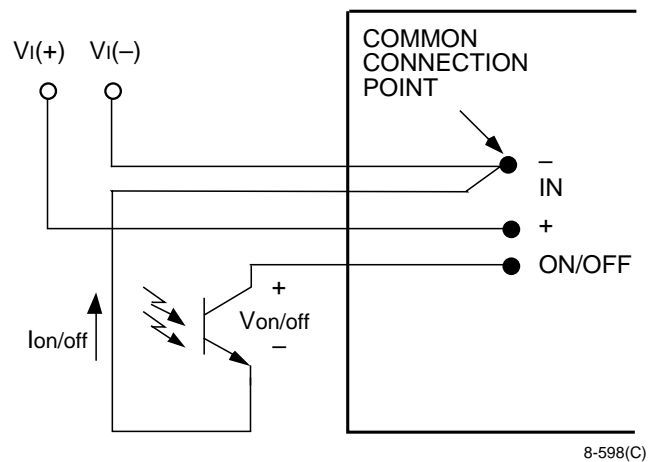 VI(+) VI(–)
COMMON
CONNECTION
POINT
–
IN
+
ON/OFF
+
Von/off
–
Ion/off
8-598(C)